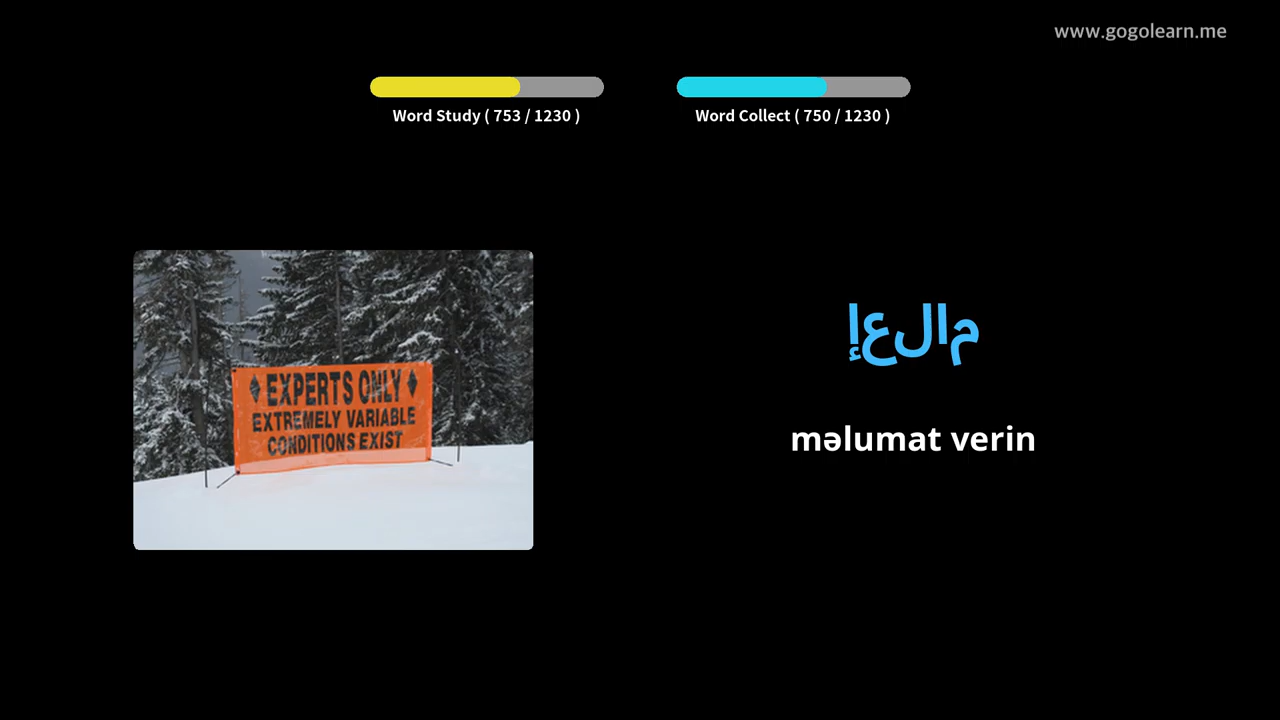 www.gogolearn.me
Word Study ( 753 / 1230 )
Word Collect ( 750 / 1230 )
EXPERTS ONLY
EXTREMELY VARIABLE
CONDITIONS EXIST
إعلام
məlumat verin